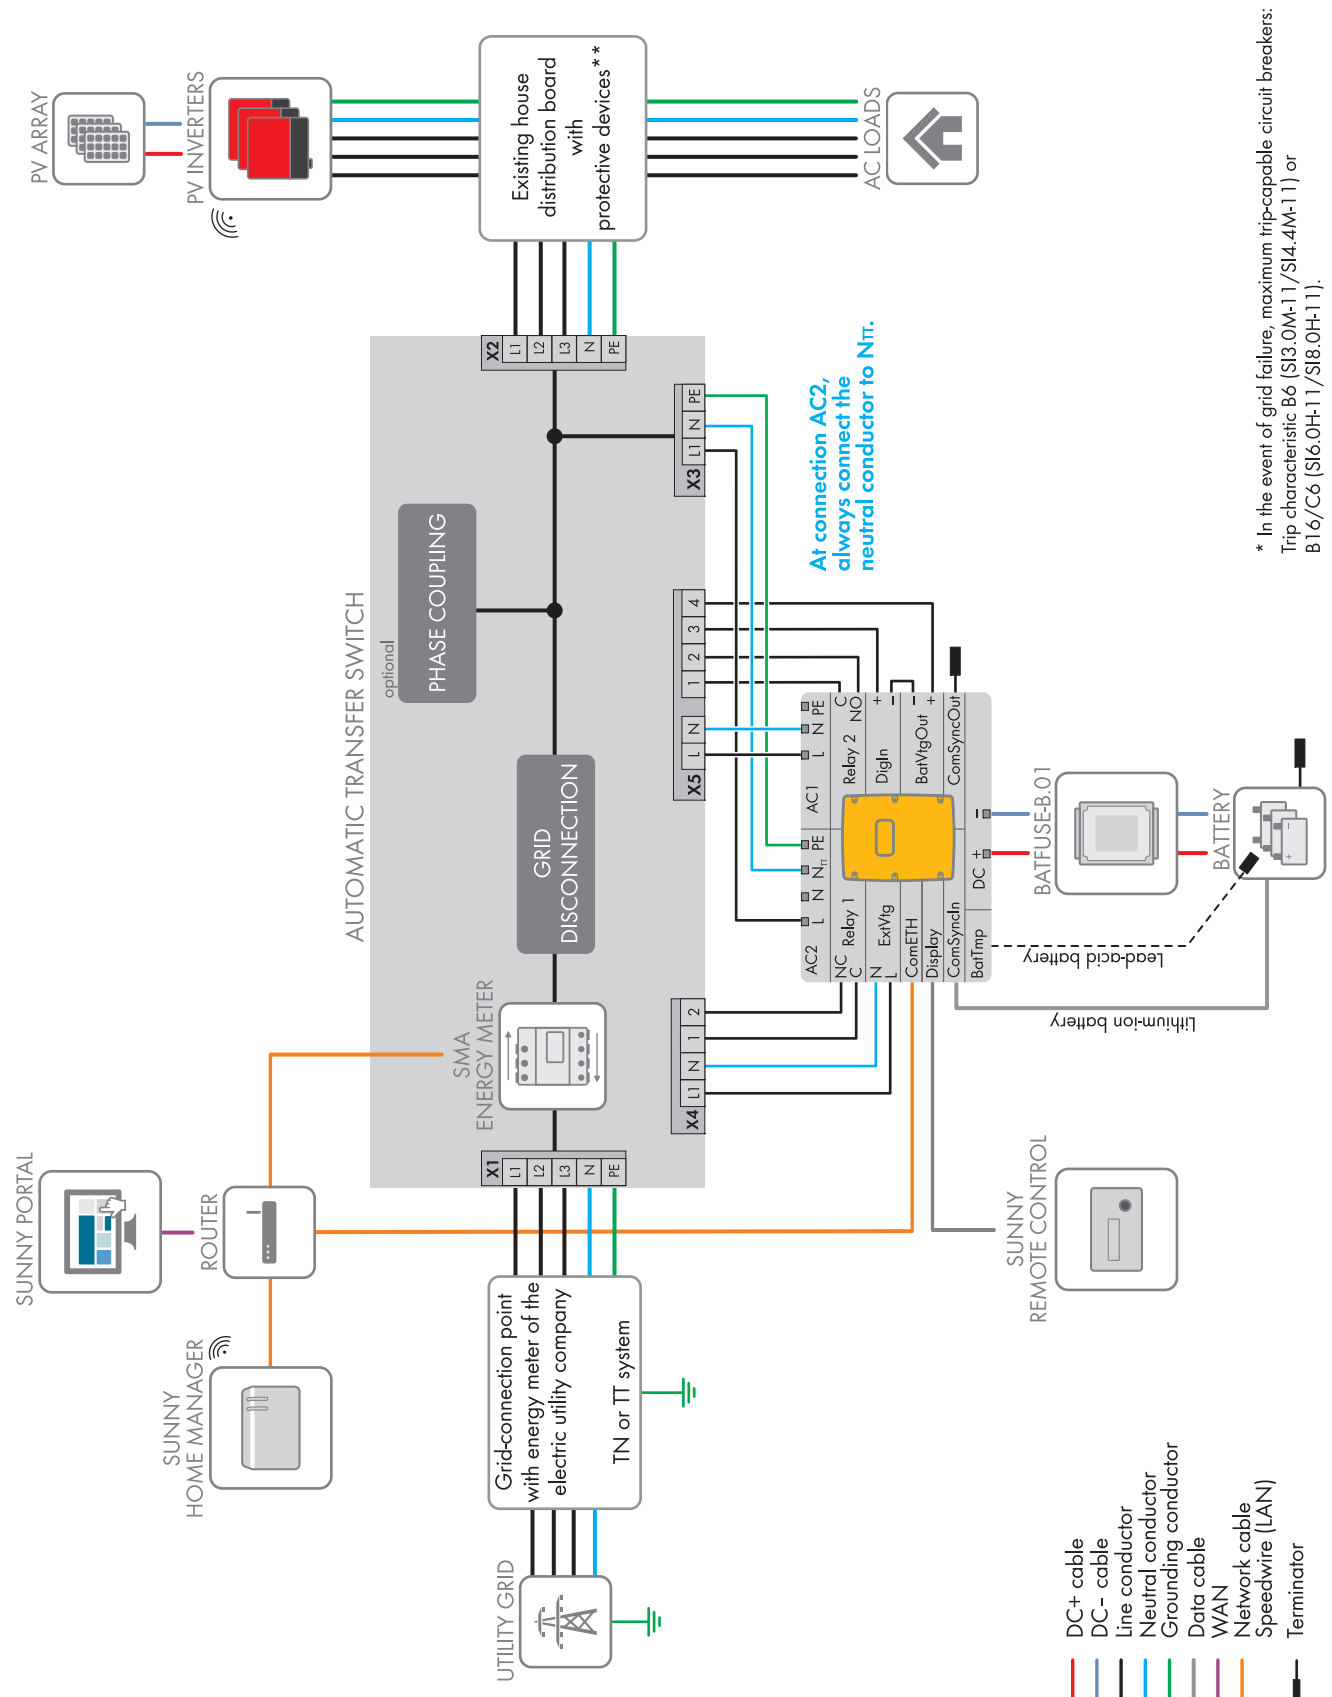 SUNNY PORTAL
SUNNY
HOME MANAGER
ROUTER
PV ARRAY
PV INVERTERS
AUTOMATIC TRANSFER SWITCH
UTILITY GRID
Grid-connection point
with energy meter of the
electric utility company
TN or TT system
X1
L1
L2
L3
N
PE
SMA
ENERGY METER
GRID
DISCONNECTION
optional
PHASE COUPLING
X2
L1
L2
L3
N
PE
Existing house
distribution board
with
protective devices**
AC LOADS
X4
L1 N 1 2
X5
L N 1 2 3 4
X3
L1 N PE
At connection AC2,
always connect the
neutral conductor to NTT.
AC2 L N NTT PE
AC1 L N PE
NC
C
Relay 1
Relay 2
C
NO
N
L
ExtVtg
DigIn
+
−
ComETH
Display
BatVtgOut
−
+
ComSyncIn
ComSyncOut
BatTmp
DC + −
SUNNY
REMOTE CONTROL
Lithium-ion battery
Lead-acid battery
BATFUSE-B.01
BATTERY
DC+ cable
DC− cable
Line conductor
Neutral conductor
Grounding conductor
Data cable
WAN
Network cable
Speedwire (LAN)
Terminator
* In the event of grid failure, maximum trip-capable circuit breakers:
Trip characteristic B6 (SI3.0M-11/SI4.4M-11) or
B16/C6 (SI6.0H-11/SI8.0H-11).